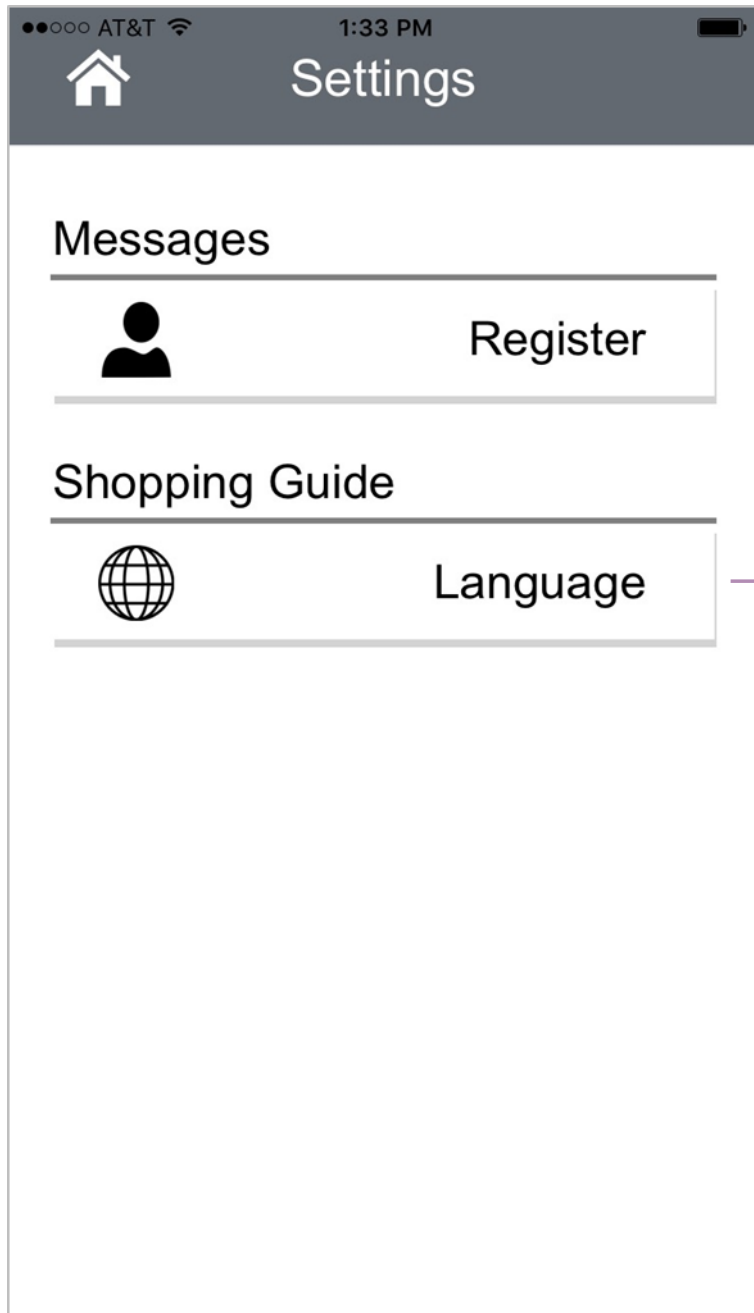 AT&T 1:33 PM
Settings
Messages
Register
Shopping Guide
Language